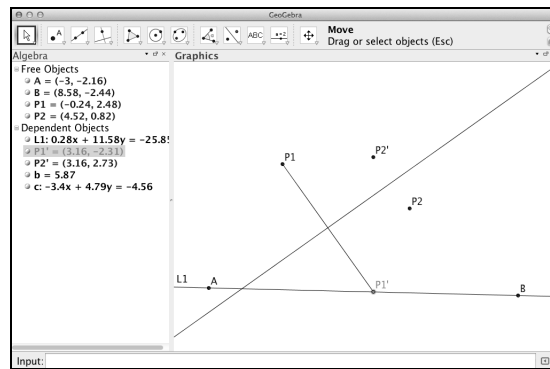 GeoGebra
ABC
a=2
Move
Drag or select objects (Esc)
Algebra
Graphics
Free Objects
A = (-3, -2.16)
B = (8.58, -2.44)
P1 = (-0.24, 2.48)
P2 = (4.52, 0.82)
Dependent Objects
L1: 0.28x + 11.58y = -25.85
P1' = (3.16, -2.31)
P2' = (3.16, 2.73)
b = 5.87
c: -3.4x + 4.79y = -4.56
P1
P2'
P2
L1
A
P1'
B
Input: